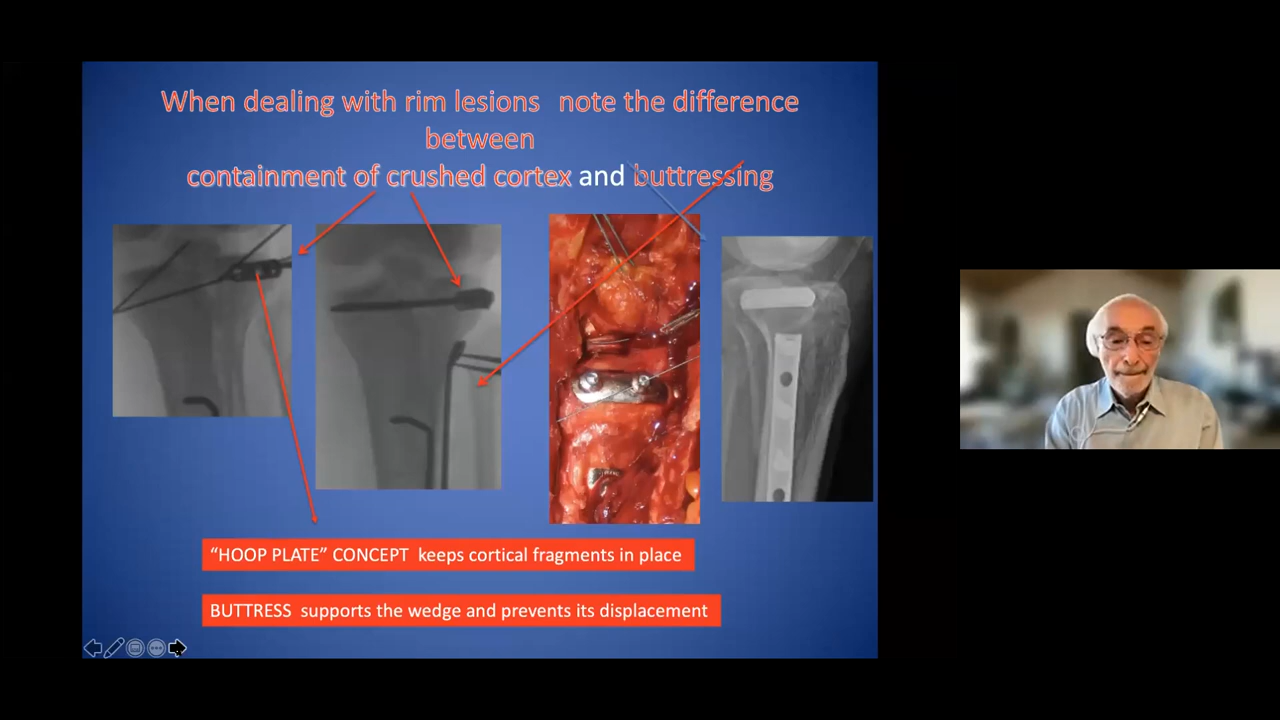 When dealing with rim lesions note the difference
between
containment of crushed cortex and buttressing
“HOOP PLATE” CONCEPT keeps cortical fragments in place
BUTTRESS supports the wedge and prevents its displacement